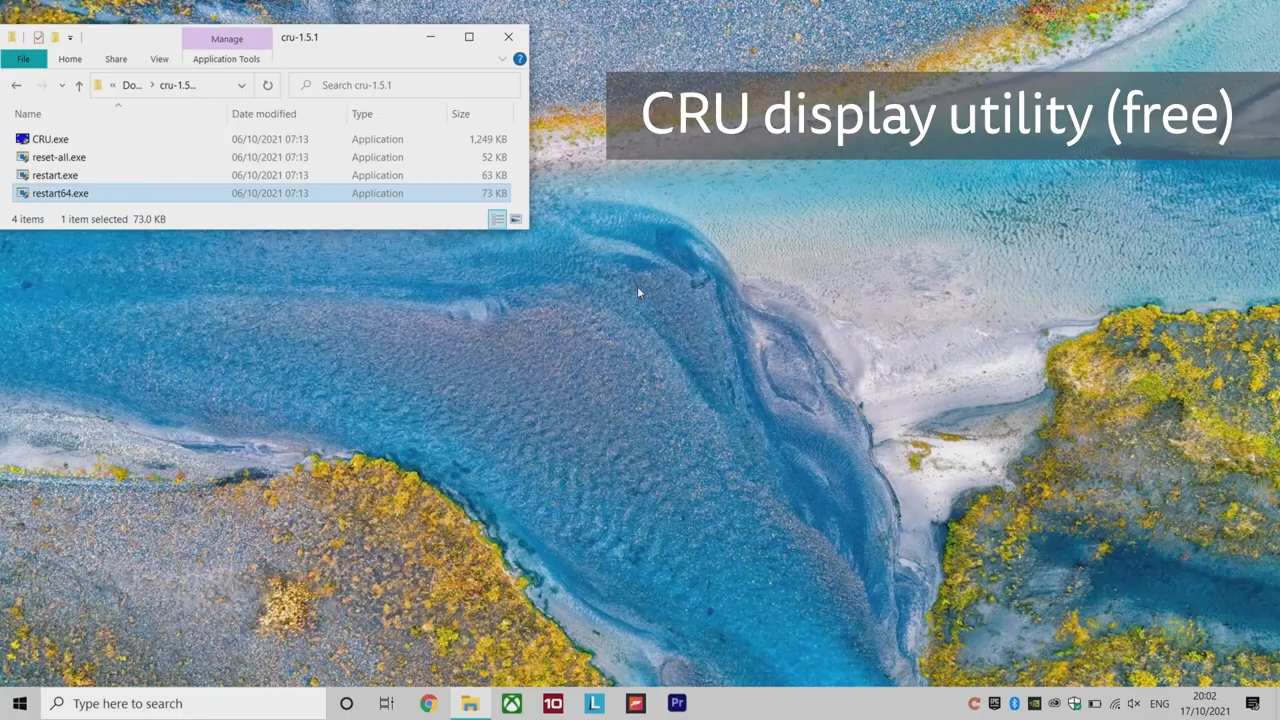 Manage
cru-1.5.1
File
Home
Share
View
Application Tools
?
« Do... > cru-1.5...
Search cru-1.5.1
Name
Date modified
Type
Size
CRU.exe 06/10/2021 07:13 Application 1,249 KB
reset-all.exe 06/10/2021 07:13 Application 52 KB
restart.exe 06/10/2021 07:13 Application 63 KB
restart64.exe 06/10/2021 07:13 Application 73 KB
4 items 1 item selected 73.0 KB
CRU display utility (free)
Type here to search
10
L
Pr
C
EPIC
ENG
20:02
17/10/2021